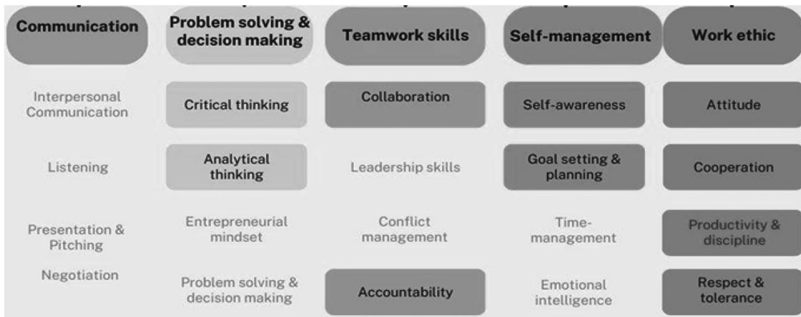 Communication
Problem solving &
decision making
Teamwork skills
Self-management
Work ethic
Interpersonal
Communication
Critical thinking
Collaboration
Self-awareness
Attitude
Listening
Analytical
thinking
Leadership skills
Goal setting &
planning
Cooperation
Presentation &
Pitching
Entrepreneurial
mindset
Conflict
management
Time-
management
Productivity &
discipline
Negotiation
Problem solving &
decision making
Accountability
Emotional
intelligence
Respect &
tolerance